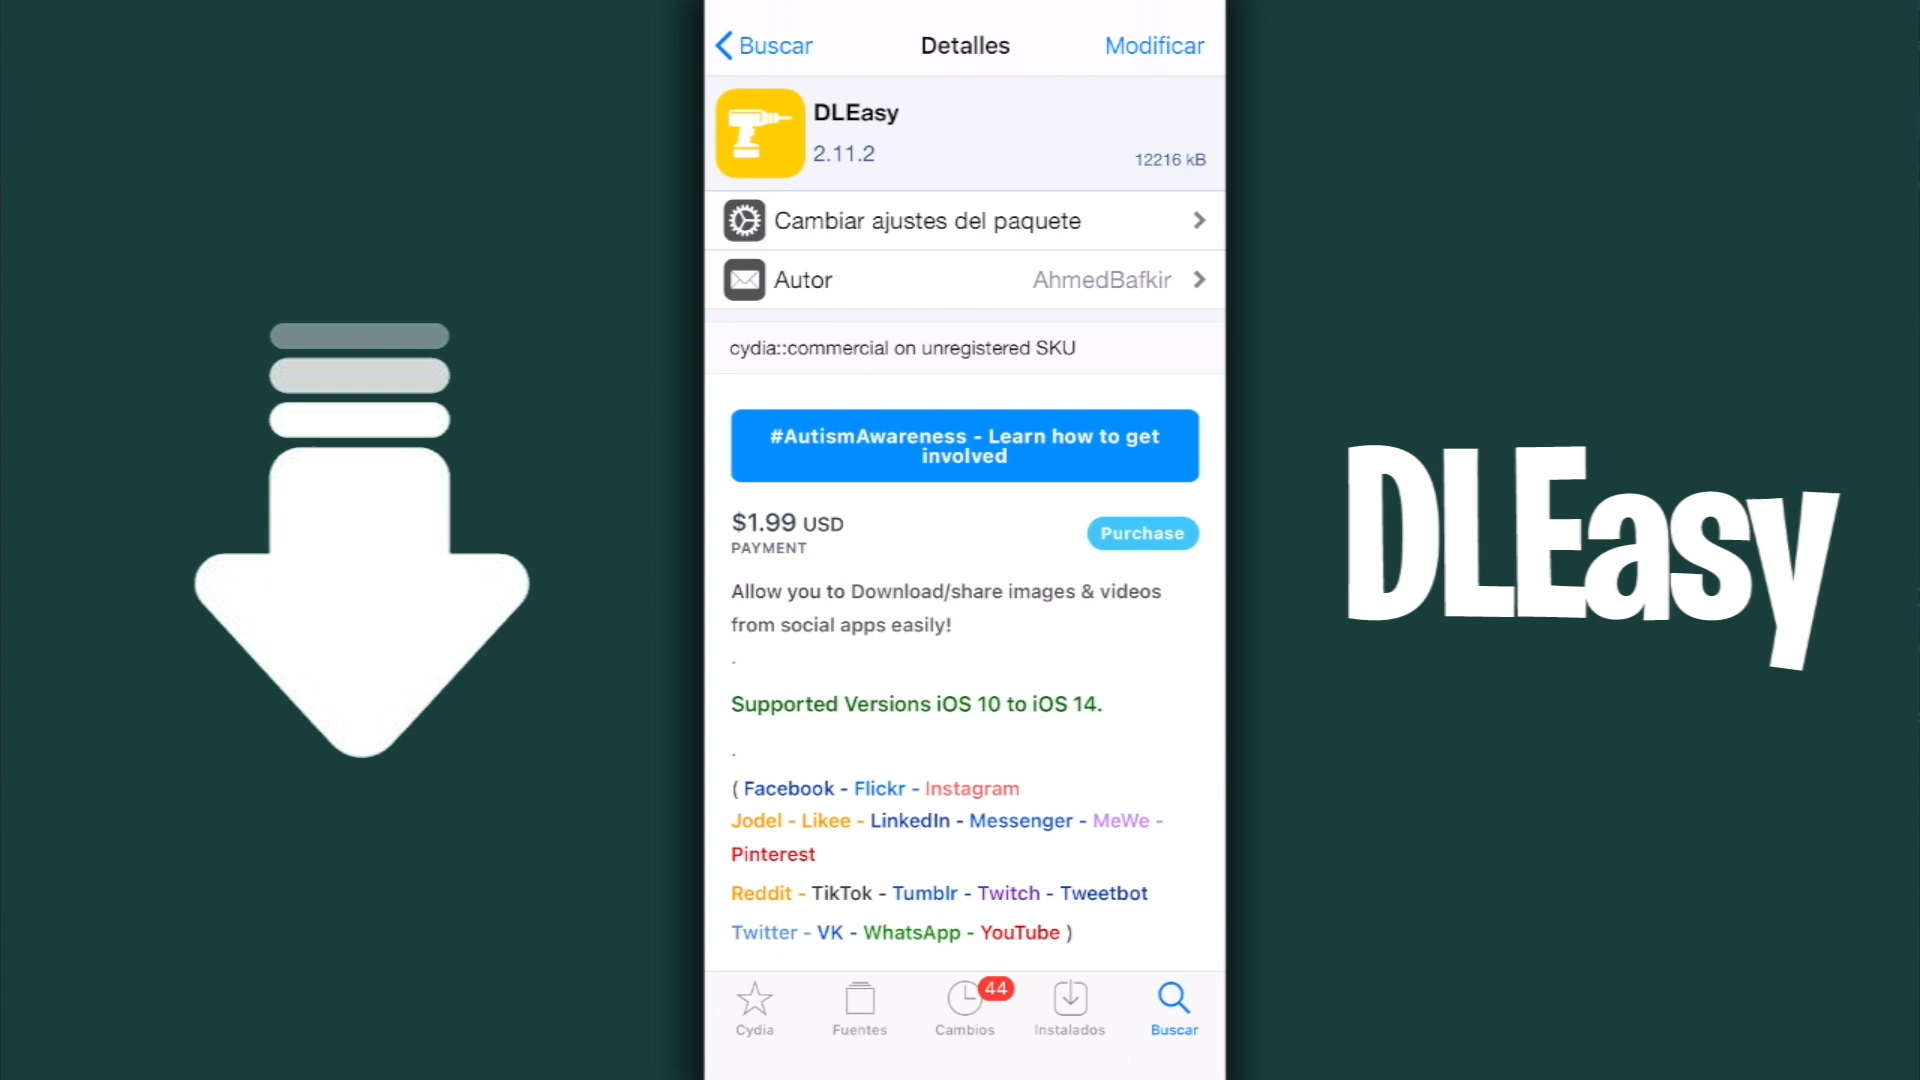 Buscar Detalles Modificar
DLEasy
2.11.2
12216 kB
Cambiar ajustes del paquete
Autor AhmedBafkir
cydia::commercial on unregistered SKU
#AutismAwareness - Learn how to get
involved
$1.99 USD
PAYMENT
Purchase
Allow you to Download/share images & videos
from social apps easily!
.
Supported Versions iOS 10 to iOS 14.
.
( Facebook - Flickr - Instagram
Jodel - Likee - LinkedIn - Messenger - MeWe -
Pinterest
Reddit - TikTok - Tumblr - Twitch - Tweetbot
Twitter - VK - WhatsApp - YouTube )
44
Cydia Fuentes Cambios Instalados Buscar
DLEasy